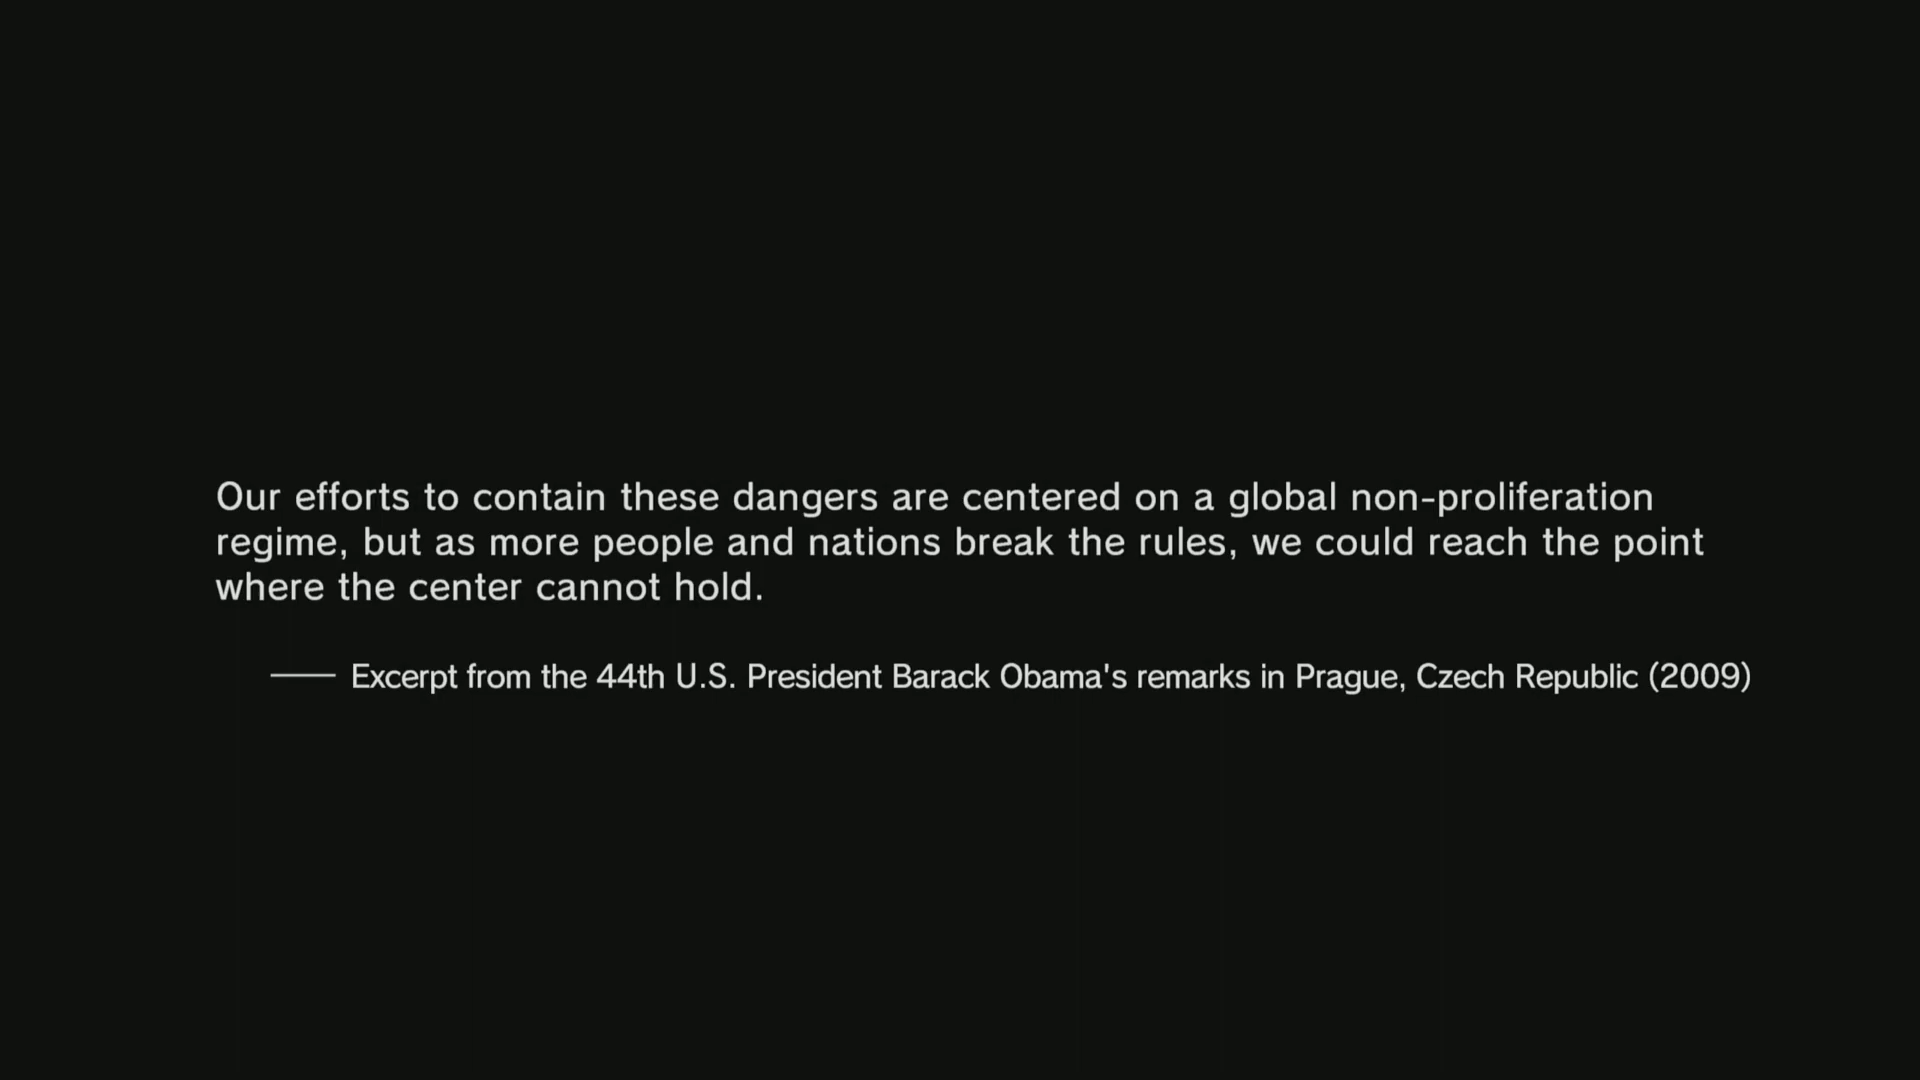 Our efforts to contain these dangers are centered on a global non-proliferation
regime, but as more people and nations break the rules, we could reach the point
where the center cannot hold.
—— Excerpt from the 44th U.S. President Barack Obama's remarks in Prague, Czech Republic (2009)